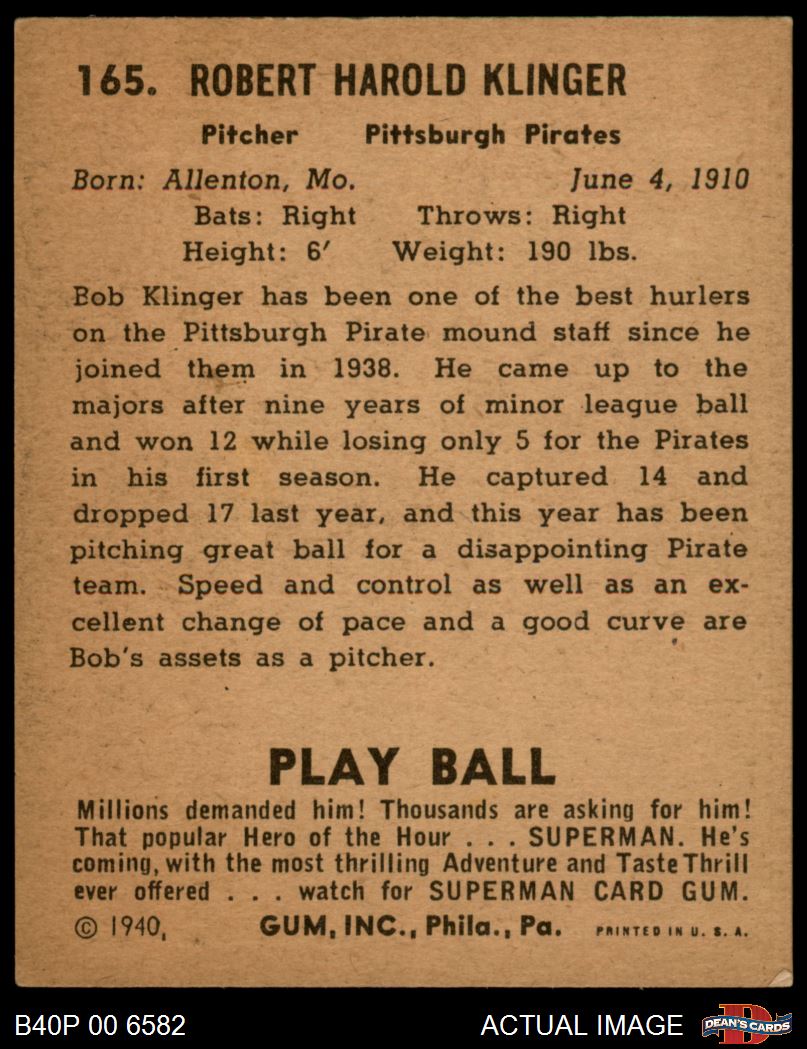 165. ROBERT HAROLD KLINGER
Pitcher Pittsburgh Pirates
Born: Allenton, Mo. June 4, 1910
Bats: Right Throws: Right
Height: 6′ Weight: 190 lbs.
Bob Klinger has been one of the best hurlers
on the Pittsburgh Pirate mound staff since he
joined them in 1938. He came up to the
majors after nine years of minor league ball
and won 12 while losing only 5 for the Pirates
in his first season. He captured 14 and
dropped 17 last year, and this year has been
pitching great ball for a disappointing Pirate
team. Speed and control as well as an ex-
cellent change of pace and a good curve are
Bob's assets as a pitcher.
PLAY BALL
Millions demanded him! Thousands are asking for him!
That popular Hero of the Hour . . . SUPERMAN. He's
coming, with the most thrilling Adventure and Taste Thrill
ever offered . . . watch for SUPERMAN CARD GUM.
© 1940, GUM, INC., Phila., Pa. PRINTED IN U. S. A.
B40P 00 6582 ACTUAL IMAGE D DEAN'S CARDS